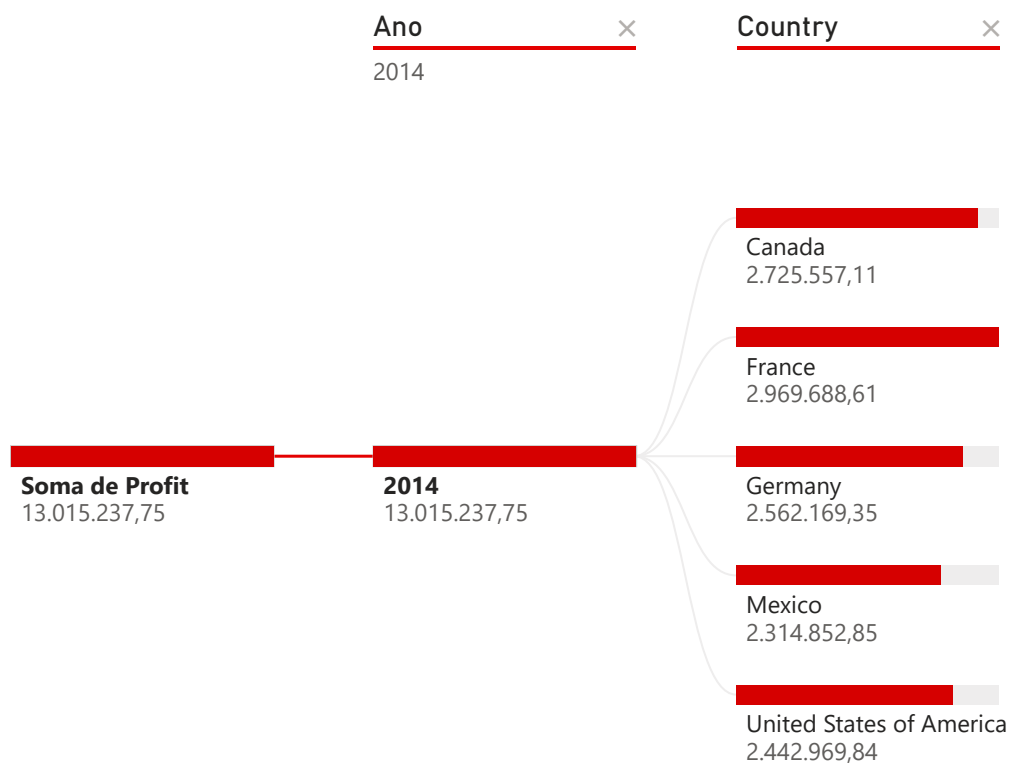 Ano
Country
2014
Canada
2.725.557,11
France
2.969.688,61
Soma de Profit
13.015.237,75
2014
13.015.237,75
Germany
2.562.169,35
Mexico
2.314.852,85
United States of America
2.442.969,84